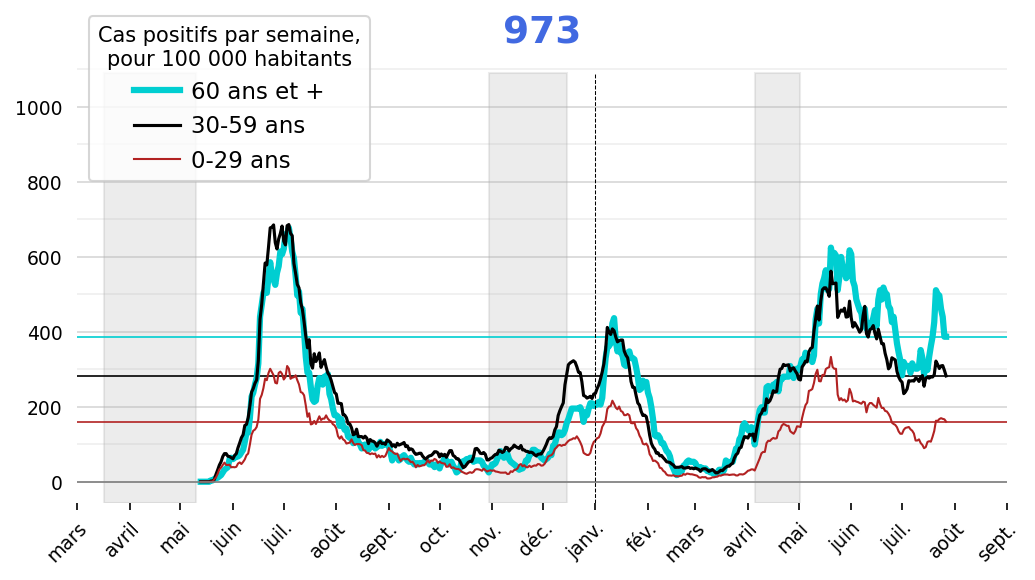 973
Cas positifs par semaine,
pour 100 000 habitants
60 ans et +
30-59 ans
0-29 ans
1000
800
600
400
200
0
mars avril mai juin juil. août sept. oct. nov. déc. janv. fév. mars avril mai juin juil. août sept.